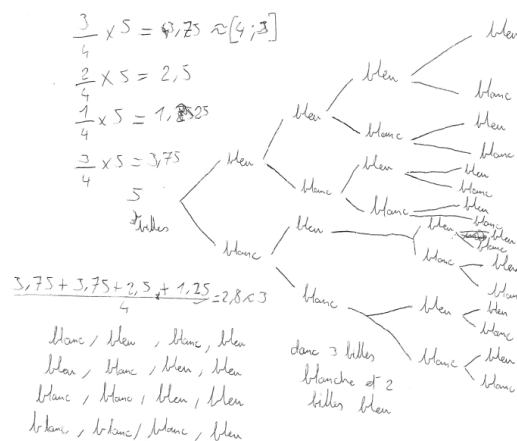 3/4 × 5 = 3,75 ≈ [4 ; 3]
2/4 × 5 = 2,5
1/4 × 5 = 1,25
3/4 × 5 = 3,75
5
billes
bleu
blanc
bleu
blanc
bleu
blanc
bleu
blanc
bleu
blanc
bleu
blanc
bleu
blanc
bleu
blanc
bleu
blanc
bleu
blanc
bleu
blanc
bleu
blanc
bleu
blanc
bleu
blanc
bleu
blanc
3,75 + 3,75 + 2,5 + 1,25 / 4 = 2,8 ≈ 3
blanc, bleu, blanc, bleu
bleu, blanc, bleu, bleu
blanc, blanc, bleu, bleu
blanc, blanc, blanc, bleu
donc 3 billes
blanche et 2
billes bleu